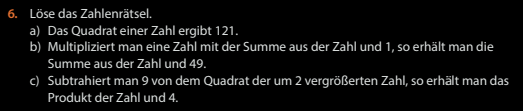 6. Löse das Zahlenrätsel.
a) Das Quadrat einer Zahl ergibt 121.
b) Multipliziert man eine Zahl mit der Summe aus der Zahl und 1, so erhält man die
Summe aus der Zahl und 49.
c) Subtrahiert man 9 von dem Quadrat der um 2 vergrößerten Zahl, so erhält man das
Produkt der Zahl und 4.